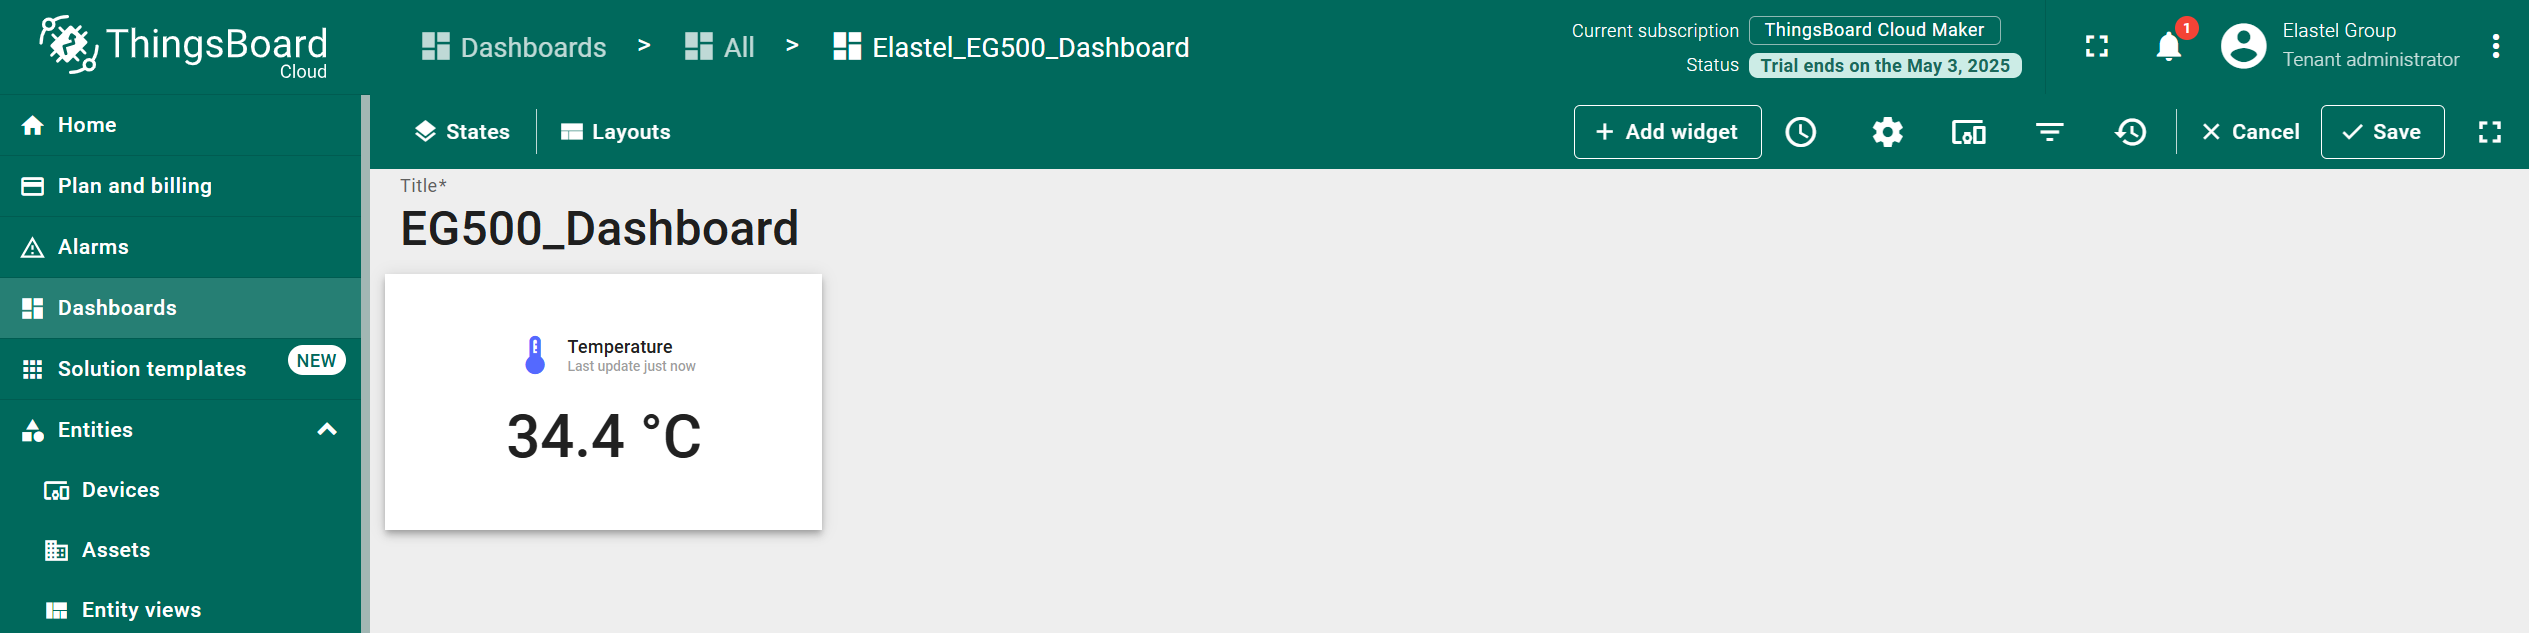 ThingsBoard
Cloud
Dashboards > All > Elastel_EG500_Dashboard
Current subscription ThingsBoard Cloud Maker
Status Trial ends on the May 3, 2025
1
Elastel Group
Tenant administrator
Home
Plan and billing
Alarms
Dashboards
Solution templates NEW
Entities
Devices
Assets
Entity views
States Layouts
+ Add widget Cancel Save
Title*
EG500_Dashboard
Temperature
Last update just now
34.4 °C